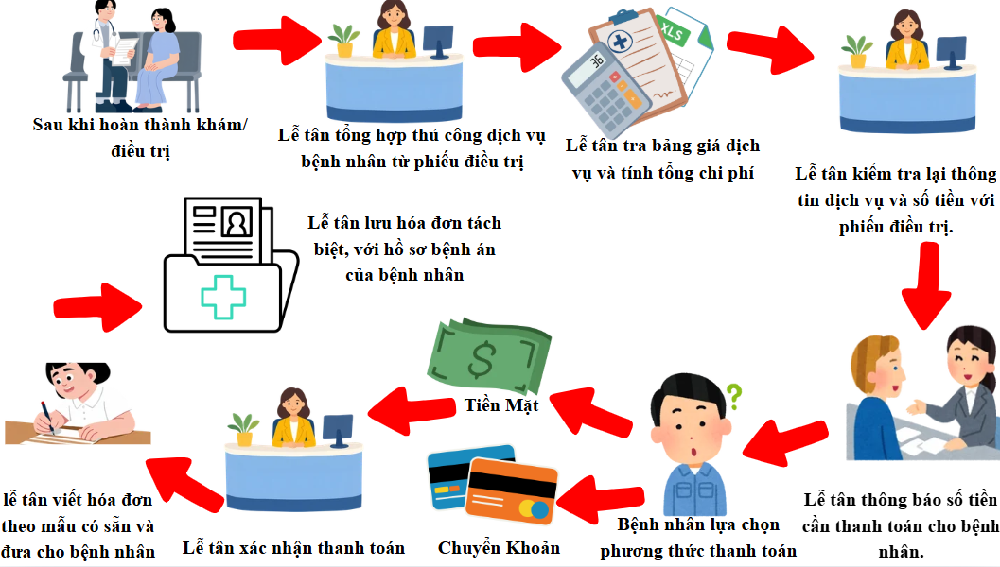 Sau khi hoàn thành khám/
điều trị
Lễ tân tổng hợp thủ công dịch vụ
bệnh nhân từ phiếu điều trị
36
XLS
Lễ tân tra bảng giá dịch
vụ và tính tổng chi phí
Lễ tân kiểm tra lại thông
tin dịch vụ và số tiền với
phiếu điều trị.
Lễ tân thông báo số tiền
cần thanh toán cho bệnh
nhân.
?
Bệnh nhân lựa chọn
phương thức thanh toán
$
Tiền Mặt
Chuyển Khoản
Lễ tân xác nhận thanh toán
lễ tân viết hóa đơn
theo mẫu có sẵn và
đưa cho bệnh nhân
Lễ tân lưu hóa đơn tách
biệt, với hồ sơ bệnh án
của bệnh nhân